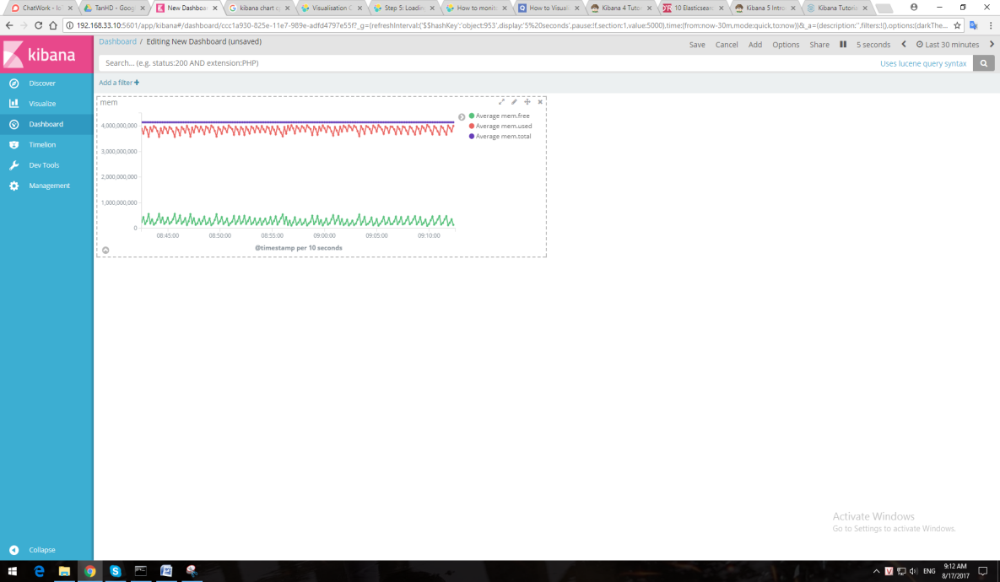 ChatWork - Io
TanHD - Googl
New Dashboar
kibana chart c
Visualisation C
Step 5: Loadin
How to monito
How to Visuali
Kibana 4 Tutor
10 Elasticsear
Kibana 5 Intro
Kibana Tutoric
192.168.33.10:5601/app/kibana#/dashboard/ccc1a930-825e-11e7-989e-adfd4797e55f?_g=(refreshInterval:('$$hashKey':'object:953',display:'5%20seconds',pause:!f,section:1,value:5000),time:(from:now-30m,mode:quick,to:now))&_a=(description:'',filters:!(),options:(darkThe...
kibana
Dashboard / Editing New Dashboard (unsaved)
Save Cancel Add Options Share 5 seconds Last 30 minutes
Search... (e.g. status:200 AND extension:PHP)
Uses lucene query syntax
Add a filter +
Discover
Visualize
Dashboard
Timelion
Dev Tools
Management
Collapse
mem
4,000,000,000
3,000,000,000
2,000,000,000
1,000,000,000
0
08:45:00 08:50:00 08:55:00 09:00:00 09:05:00 09:10:00
@timestamp per 10 seconds
Average mem.free
Average mem.used
Average mem.total
Activate Windows
Go to Settings to activate Windows.
ENG
9:12 AM
8/17/2017